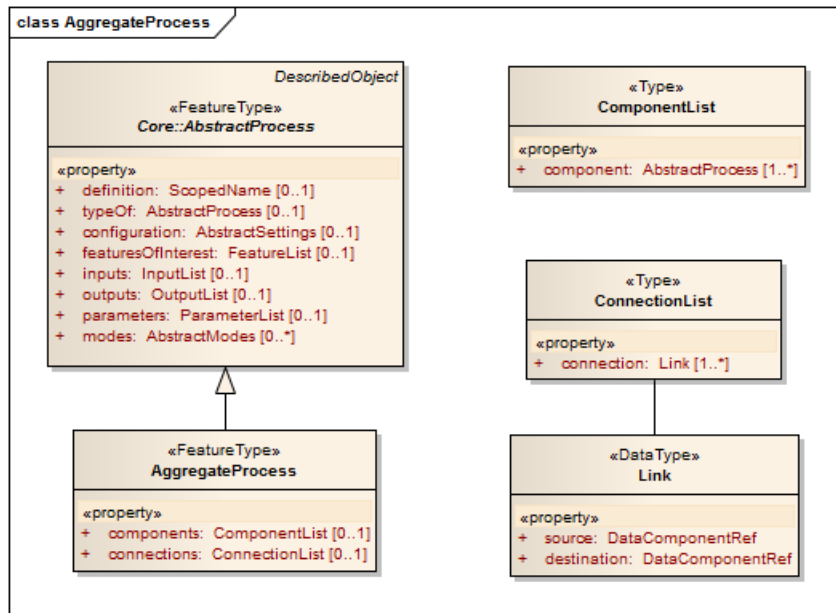 class AggregateProcess
DescribedObject
«FeatureType»
Core::AbstractProcess
«property»
+ definition: ScopedName [0..1]
+ typeOf: AbstractProcess [0..1]
+ configuration: AbstractSettings [0..1]
+ featuresOfInterest: FeatureList [0..1]
+ inputs: InputList [0..1]
+ outputs: OutputList [0..1]
+ parameters: ParameterList [0..1]
+ modes: AbstractModes [0..*]
«Type»
ComponentList
«property»
+ component: AbstractProcess [1..*]
«Type»
ConnectionList
«property»
+ connection: Link [1..*]
«FeatureType»
AggregateProcess
«property»
+ components: ComponentList [0..1]
+ connections: ConnectionList [0..1]
«DataType»
Link
«property»
+ source: DataComponentRef
+ destination: DataComponentRef